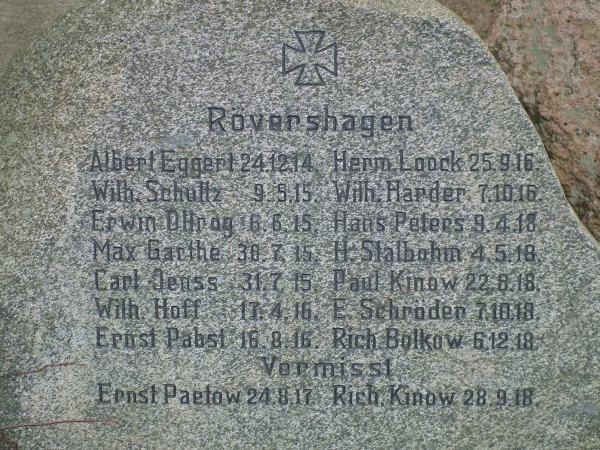 Rövershagen
Albert Eggert 24.12.14. Herm. Loock 25.9.16.
Wilh. Schultz 9.5.15. Wilh. Harder 7.10.16.
Erwin Ollrog 6.6.15. Hans Peters 9.4.18.
Max Garthe 30.7.15. H. Stalbohm 4.5.18.
Carl Jenss 31.7.15. Paul Kinow 22.8.18.
Wilh. Hoff 17.4.16. E. Schröder 7.10.18.
Ernst Pabst 16.8.16. Rich. Bolkow 6.12.18.
Vermisst
Ernst Paetow 24.8.17. Rich. Kinow 28.9.18.